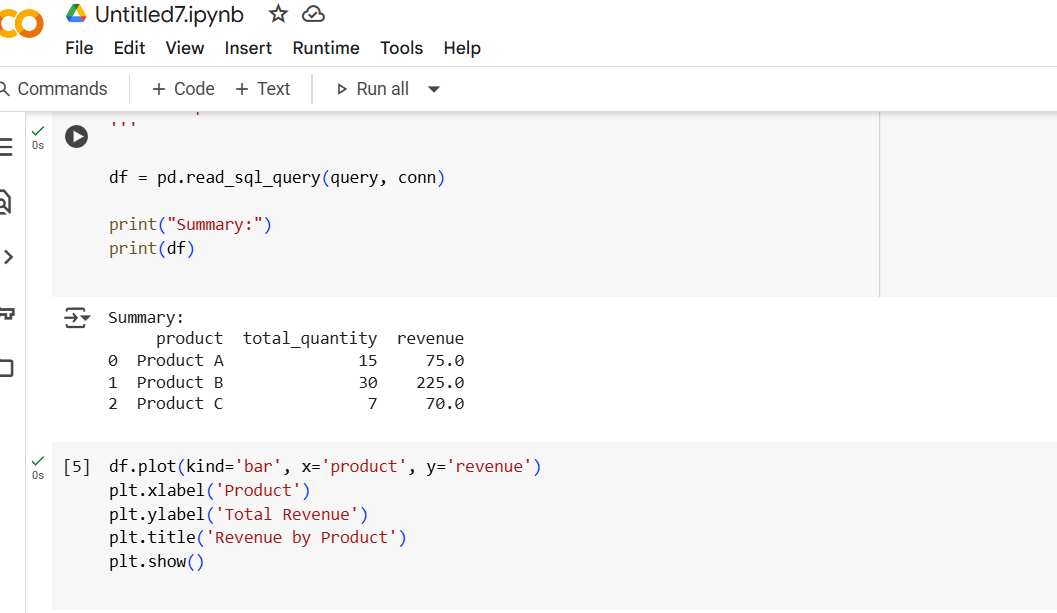 Untitled7.ipynb
File Edit View Insert Runtime Tools Help
Commands + Code + Text Run all
0s
'''
df = pd.read_sql_query(query, conn)
print("Summary:")
print(df)
Summary:
product total_quantity revenue
0 Product A 15 75.0
1 Product B 30 225.0
2 Product C 7 70.0
0s
[5] df.plot(kind='bar', x='product', y='revenue')
plt.xlabel('Product')
plt.ylabel('Total Revenue')
plt.title('Revenue by Product')
plt.show()